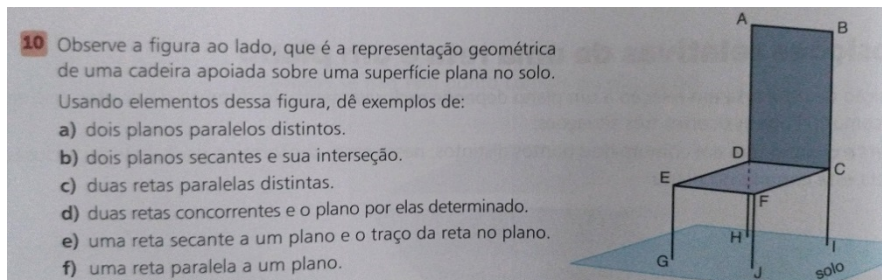 10 Observe a figura ao lado, que é a representação geométrica
de uma cadeira apoiada sobre uma superfície plana no solo.
Usando elementos dessa figura, dê exemplos de:
a) dois planos paralelos distintos.
b) dois planos secantes e sua interseção.
c) duas retas paralelas distintas.
d) duas retas concorrentes e o plano por elas determinado.
e) uma reta secante a um plano e o traço da reta no plano.
f) uma reta paralela a um plano.
A
B
D
C
E
F
H
I
G
J
solo